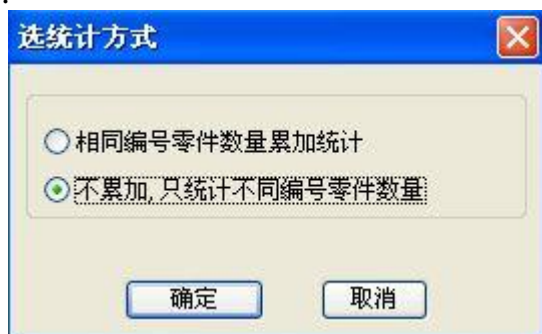 选统计方式
相同编号零件数量累加统计
不累加,只统计不同编号零件数量
确定 取消